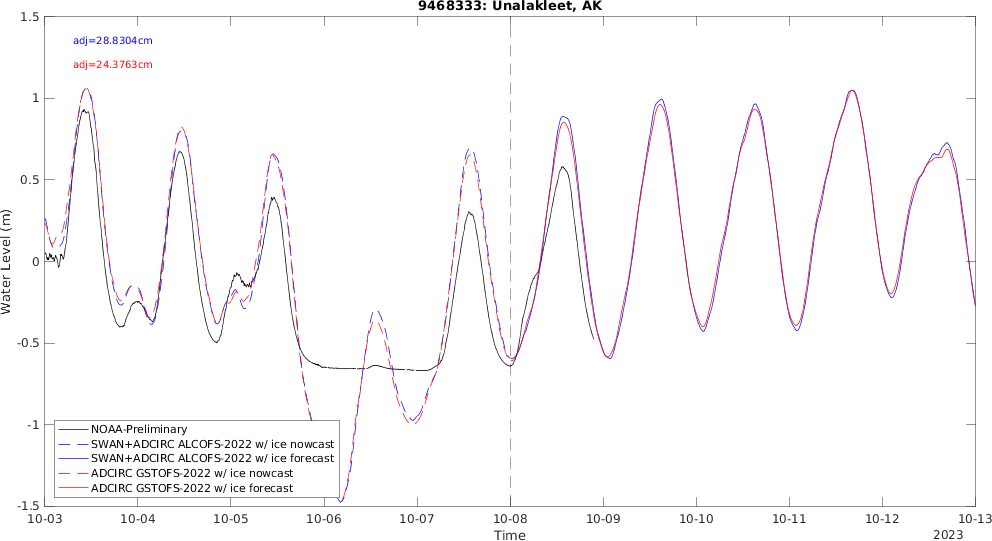 9468333: Unalakleet, AK
1.5
1
0.5
0
-0.5
-1
-1.5
Water Level (m)
adj=28.8304cm
adj=24.3763cm
NOAA-Preliminary
SWAN+ADCIRC ALCOFS-2022 w/ ice nowcast
SWAN+ADCIRC ALCOFS-2022 w/ ice forecast
ADCIRC GSTOFS-2022 w/ ice nowcast
ADCIRC GSTOFS-2022 w/ ice forecast
10-03 10-04 10-05 10-06 10-07 10-08 10-09 10-10 10-11 10-12 10-13
Time
2023